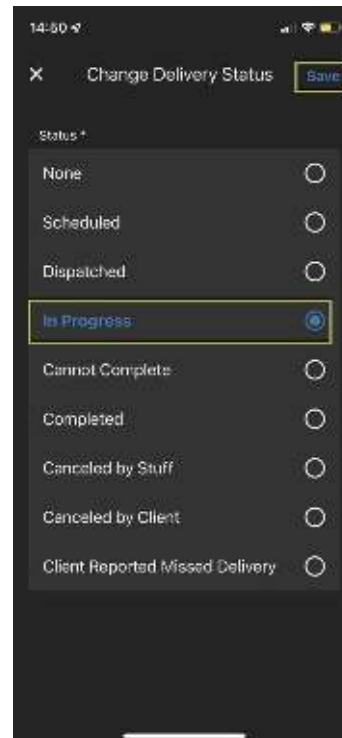 14:50
Change Delivery Status Save
Status *
None
Scheduled
Dispatched
In Progress
Cannot Complete
Completed
Canceled by Stuff
Canceled by Client
Client Reported Missed Delivery